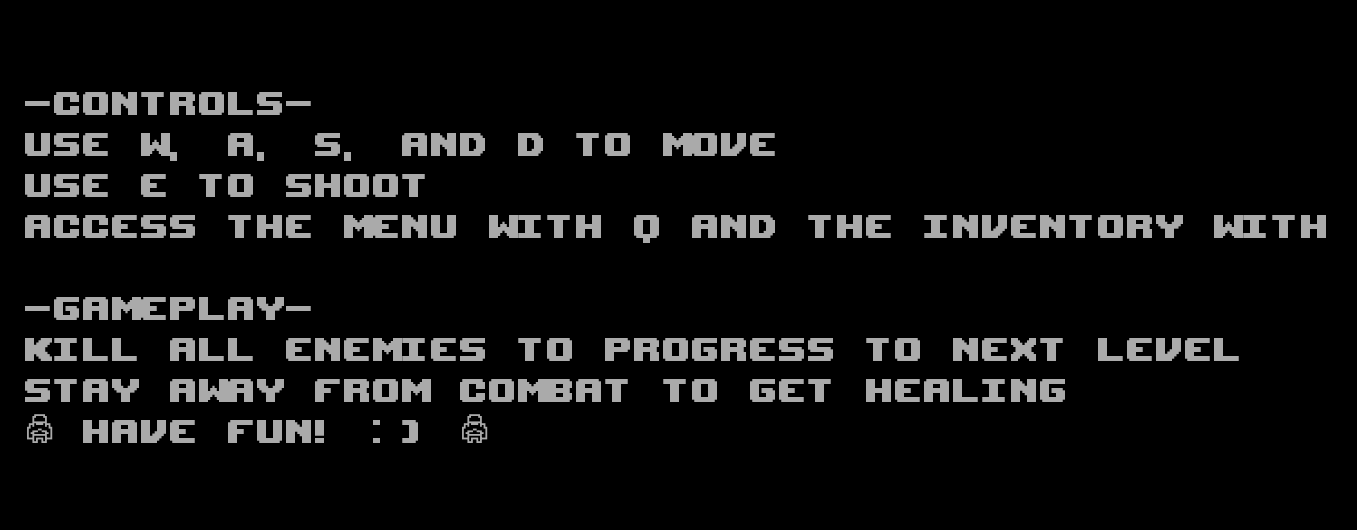 -CONTROLS-
USE W, A, S, AND D TO MOVE
USE E TO SHOOT
ACCESS THE MENU WITH Q AND THE INVENTORY WITH
-GAMEPLAY-
KILL ALL ENEMIES TO PROGRESS TO NEXT LEVEL
STAY AWAY FROM COMBAT TO GET HEALING
HAVE FUN! :)